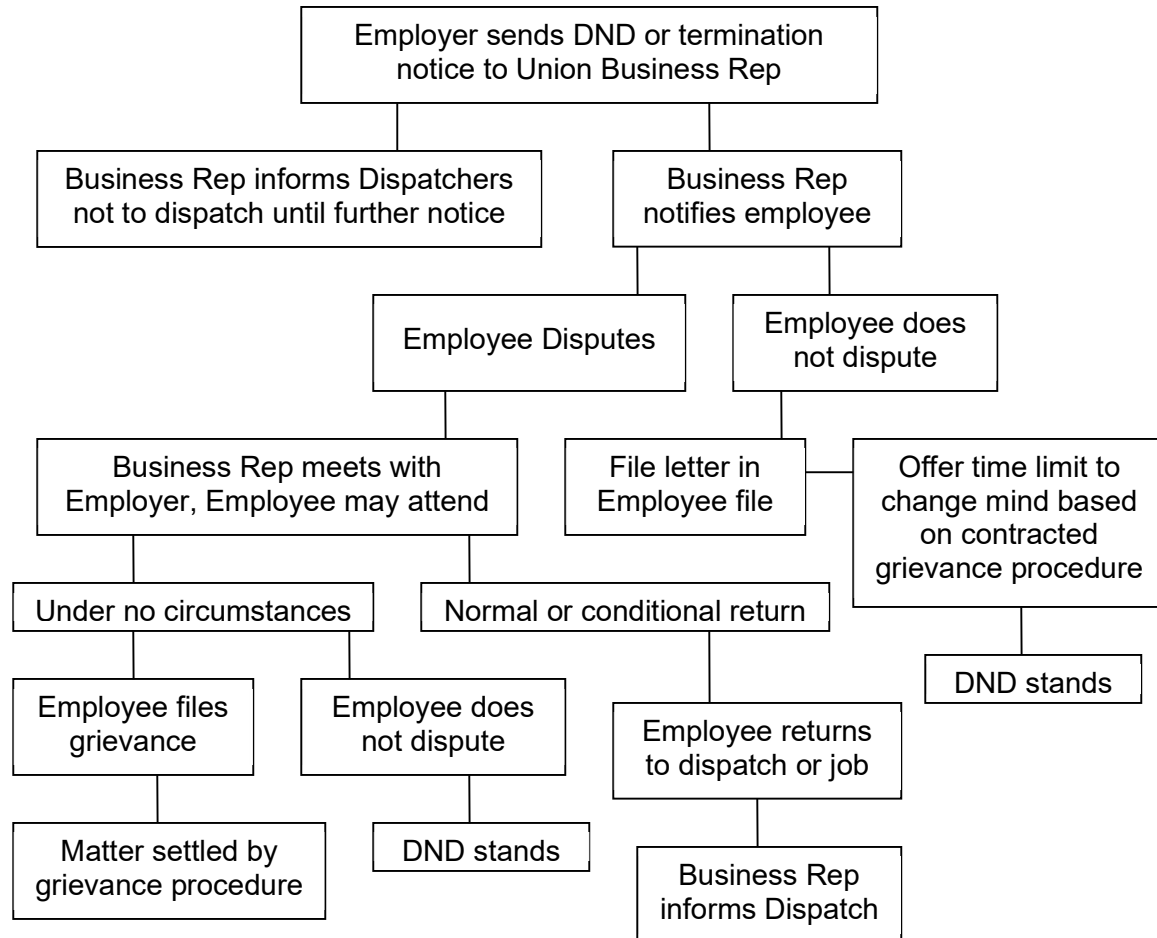 Employer sends DND or termination
notice to Union Business Rep
Business Rep informs Dispatchers
not to dispatch until further notice
Business Rep
notifies employee
Employee Disputes
Employee does
not dispute
Business Rep meets with
Employer, Employee may attend
File letter in
Employee file
Offer time limit to
change mind based
on contracted
grievance procedure
Under no circumstances
Normal or conditional return
DND stands
Employee files
grievance
Employee does
not dispute
Employee returns
to dispatch or job
Matter settled by
grievance procedure
DND stands
Business Rep
informs Dispatch